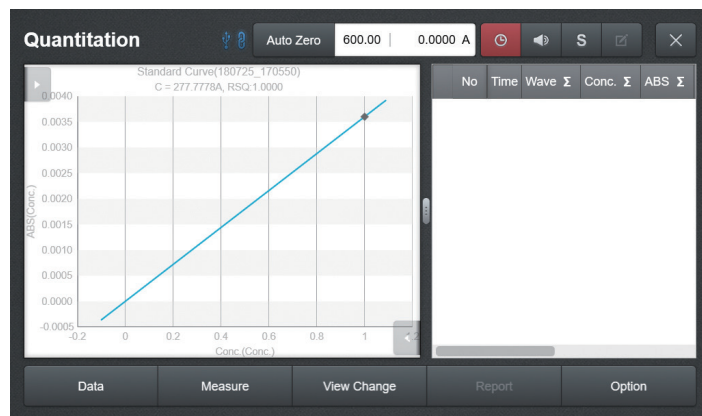 Quantitation
Auto Zero
600.00 | 0.0000 A
S
Standard Curve(180725_170550)
C = 277.7778A, RSQ:1.0000
0.0040
0.0035
0.0030
0.0025
0.0020
0.0015
0.0010
0.0005
0.0000
-0.0005
ABS(Conc.)
-0.2 0 0.2 0.4 0.6 0.8 1
Conc.(Conc.)
No Time Wave Σ Conc. Σ ABS Σ
Data Measure View Change Report Option